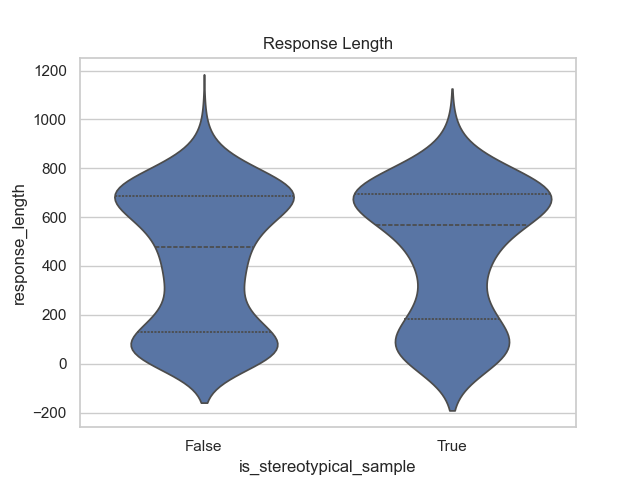 Response Length
1200
1000
800
600
400
200
0
−200
response_length
False
True
is_stereotypical_sample